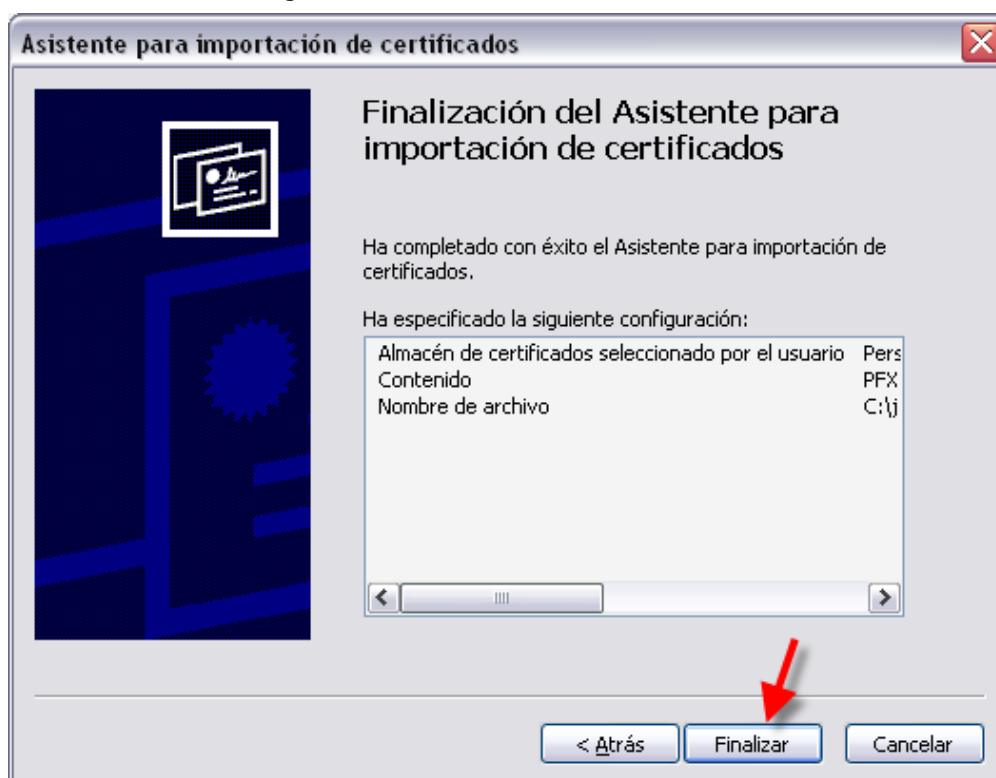 Asistente para importación de certificados
Finalización del Asistente para
importación de certificados
Ha completado con éxito el Asistente para importación de
certificados.
Ha especificado la siguiente configuración:
Almacén de certificados seleccionado por el usuario Pers
Contenido PFX
Nombre de archivo C:\j
< Atrás Finalizar Cancelar